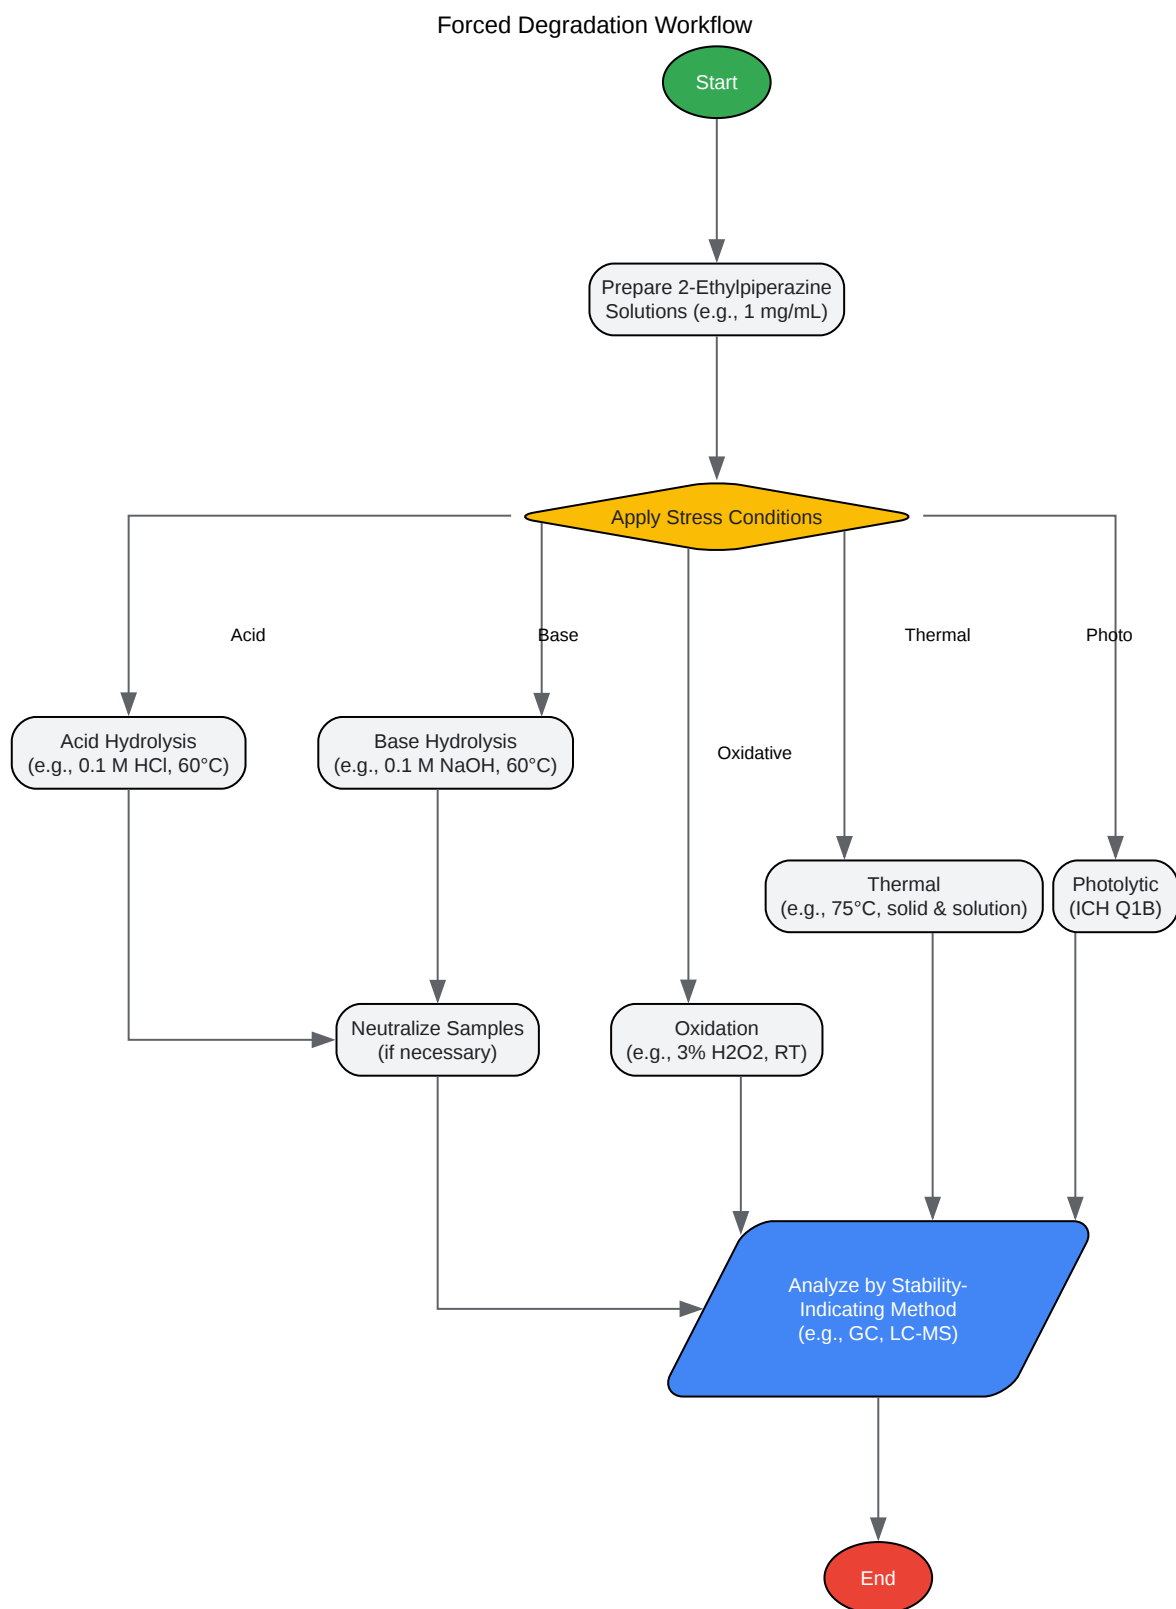 Forced Degradation Workflow
Start
Prepare 2-Ethylpiperazine
Solutions (e.g., 1 mg/mL)
Apply Stress Conditions
Acid
Base
Thermal
Photo
Acid Hydrolysis
(e.g., 0.1 M HCl, 60°C)
Base Hydrolysis
(e.g., 0.1 M NaOH, 60°C)
Oxidative
Thermal
(e.g., 75°C, solid & solution)
Photolytic
(ICH Q1B)
Neutralize Samples
(if necessary)
Oxidation
(e.g., 3% H2O2, RT)
Analyze by Stability-
Indicating Method
(e.g., GC, LC-MS)
End